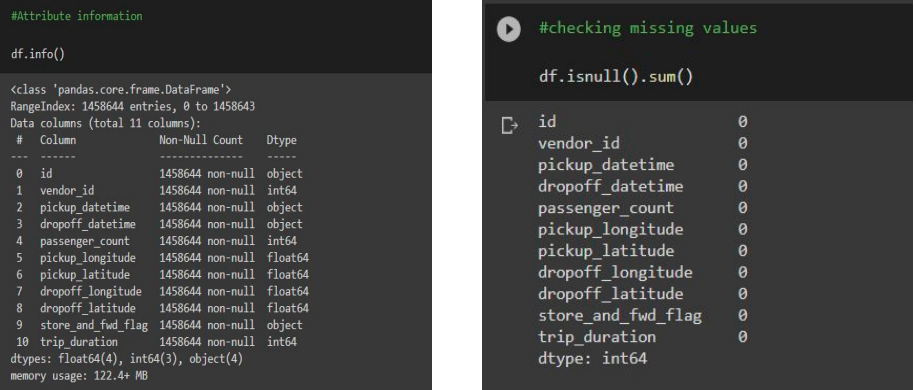 #Attribute information
df.info()
<class 'pandas.core.frame.DataFrame'>
RangeIndex: 1458644 entries, 0 to 1458643
Data columns (total 11 columns):
 #   Column              Non-Null Count    Dtype
---  ------              --------------    -----
 0   id                  1458644 non-null  object
 1   vendor_id           1458644 non-null  int64
 2   pickup_datetime     1458644 non-null  object
 3   dropoff_datetime    1458644 non-null  object
 4   passenger_count     1458644 non-null  int64
 5   pickup_longitude    1458644 non-null  float64
 6   pickup_latitude     1458644 non-null  float64
 7   dropoff_longitude   1458644 non-null  float64
 8   dropoff_latitude    1458644 non-null  float64
 9   store_and_fwd_flag  1458644 non-null  object
 10  trip_duration       1458644 non-null  int64
dtypes: float64(4), int64(3), object(4)
memory usage: 122.4+ MB
#checking missing values
df.isnull().sum()
id                    0
vendor_id             0
pickup_datetime       0
dropoff_datetime      0
passenger_count       0
pickup_longitude      0
pickup_latitude       0
dropoff_longitude     0
dropoff_latitude      0
store_and_fwd_flag    0
trip_duration         0
dtype: int64